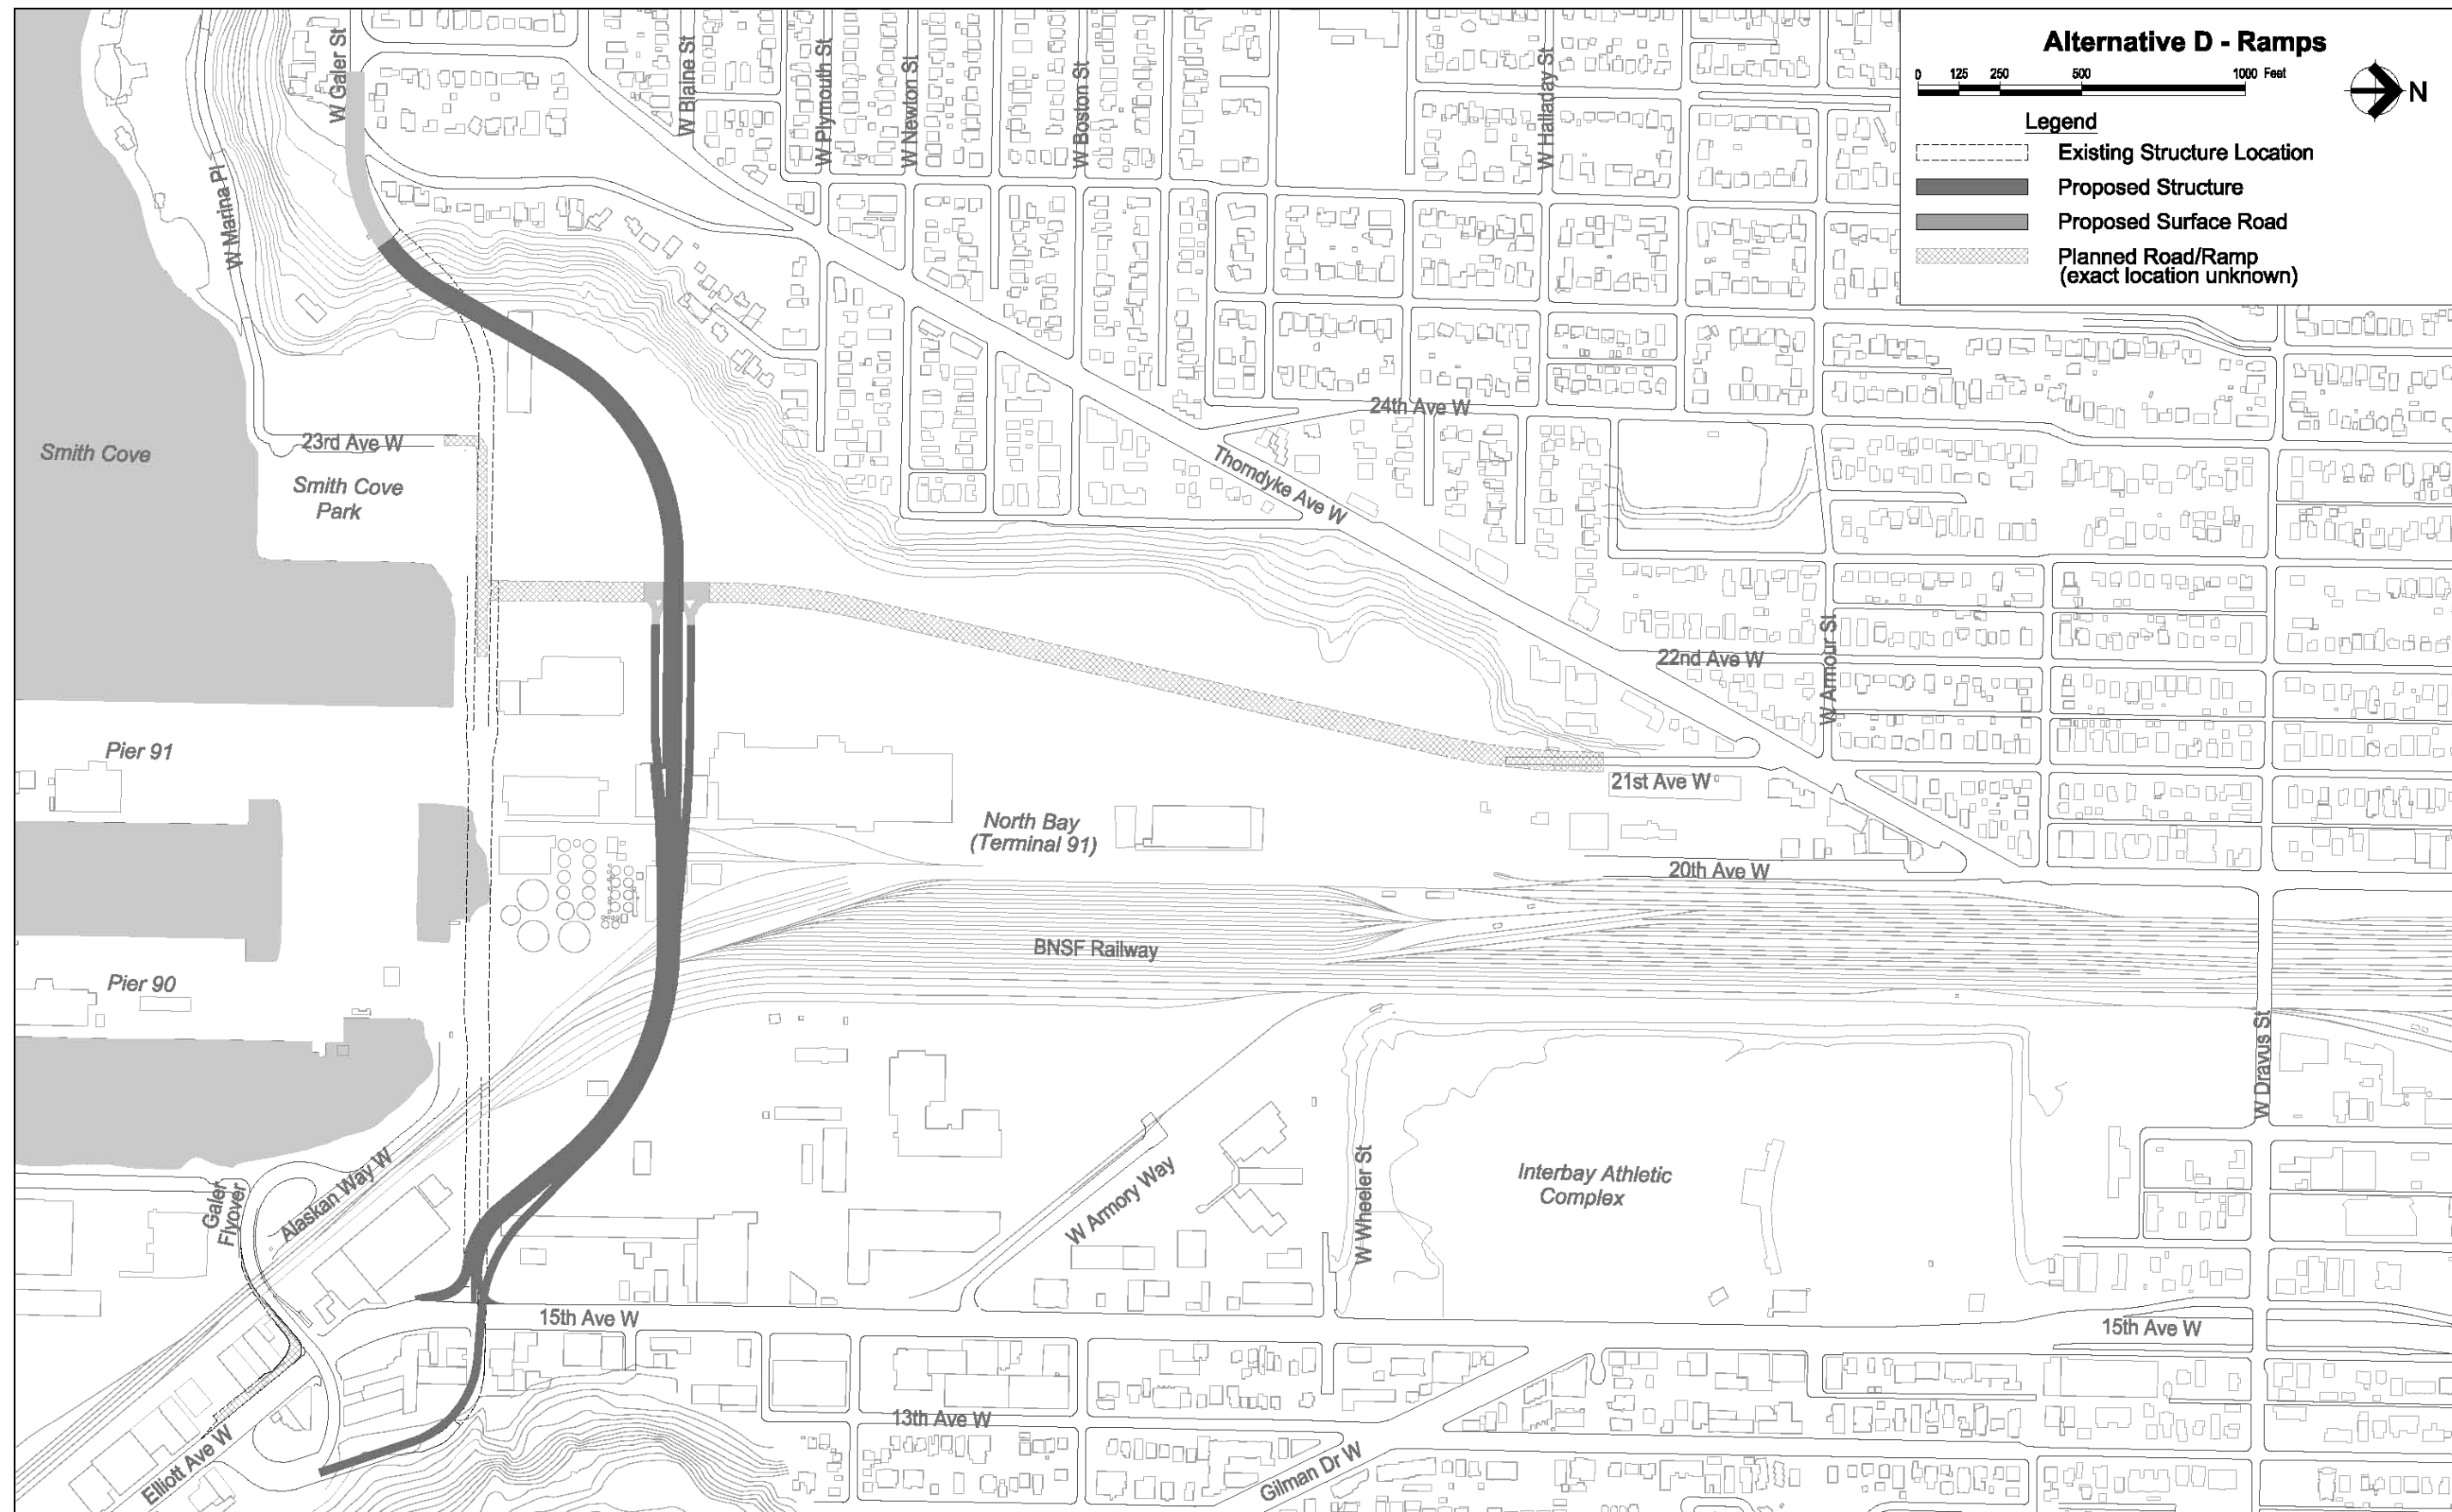 Alternative D - Ramps
0 125 250 500 1000 Feet
N
Legend
Existing Structure Location
Proposed Structure
Proposed Surface Road
Planned Road/Ramp
(exact location unknown)
W Galer St
W Blaine St
W Plymouth St
W Newton St
W Boston St
W Halladay St
W Marina Pl
24th Ave W
23rd Ave W
Smith Cove
Smith Cove
Park
Thorndyke Ave W
22nd Ave W
W Armour St
Pier 91
21st Ave W
North Bay
(Terminal 91)
20th Ave W
BNSF Railway
Pier 90
W Dravus St
Galer
Flyover
Alaskan Way W
W Armory Way
W Wheeler St
Interbay Athletic
Complex
15th Ave W
15th Ave W
13th Ave W
Elliott Ave W
Gilman Dr W